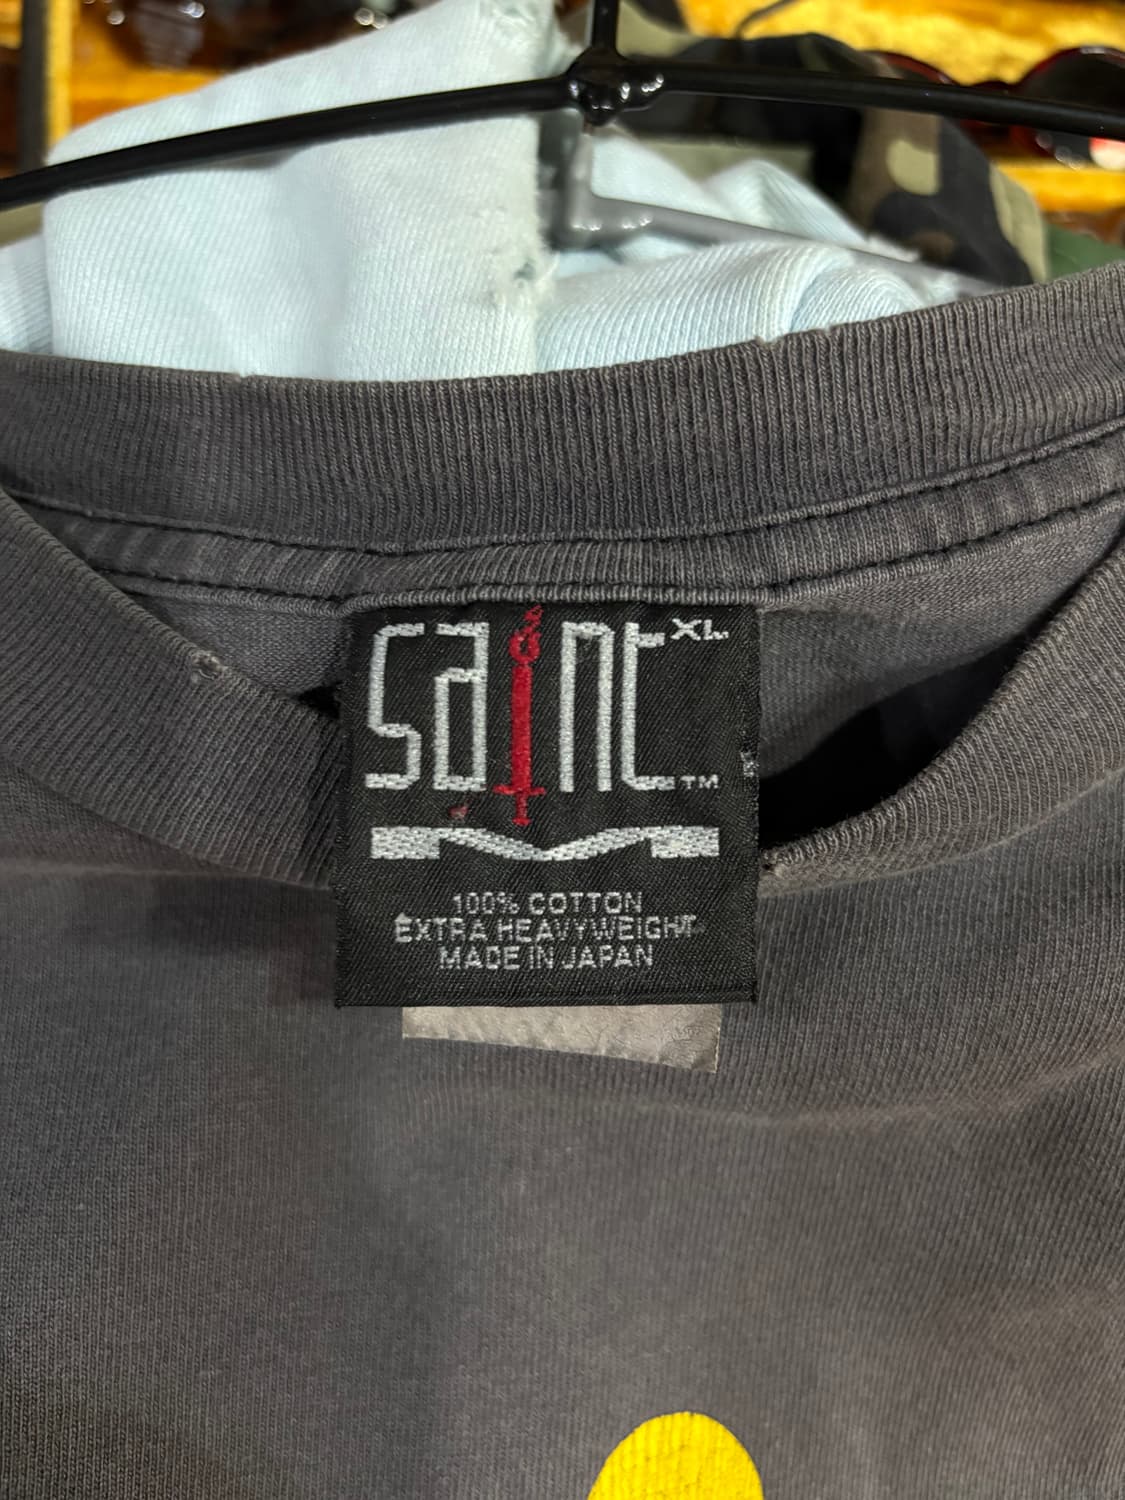 saint XL
TM
100% COTTON
EXTRA HEAVYWEIGHT
MADE IN JAPAN